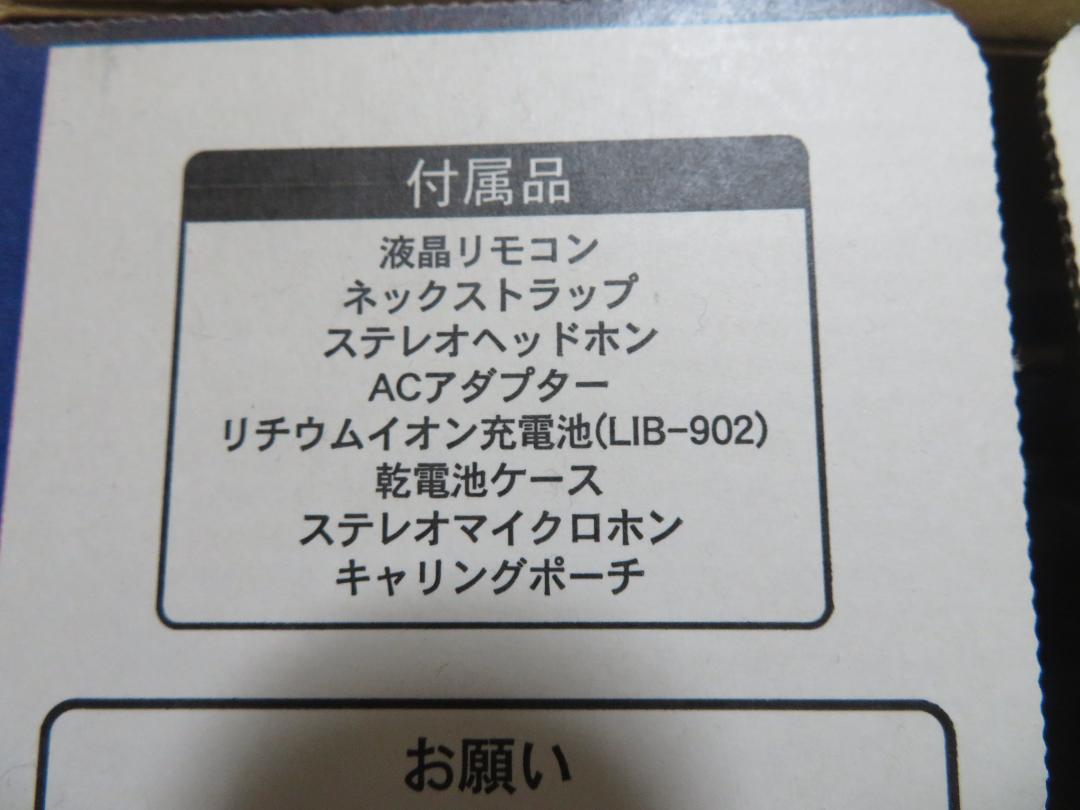 付属品
液晶リモコン
ネックストラップ
ステレオヘッドホン
ACアダプター
リチウムイオン充電池(LIB-902)
乾電池ケース
ステレオマイクロホン
キャリングポーチ
お願い